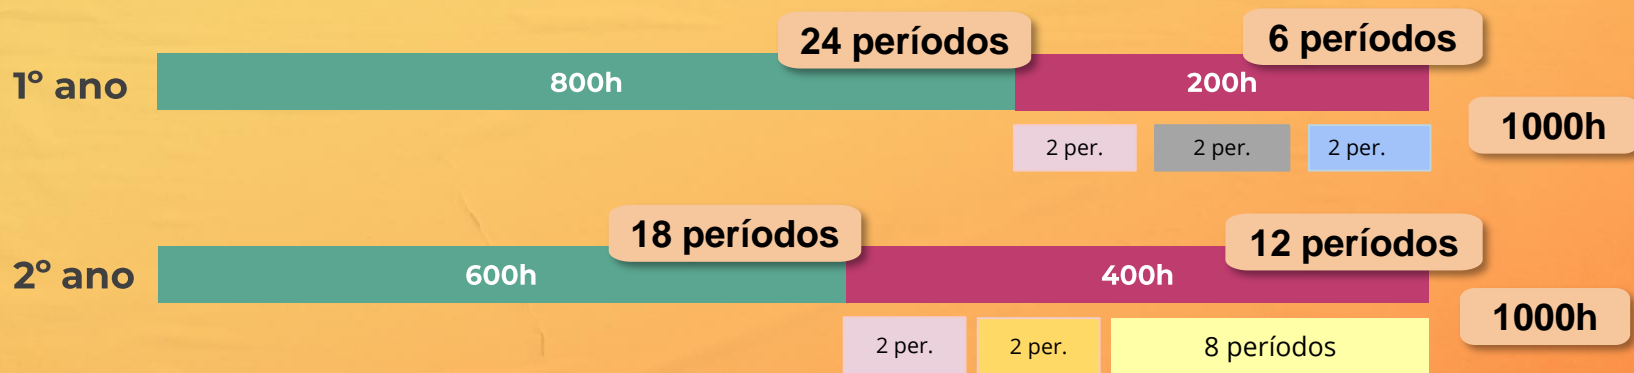 24 períodos
6 períodos
1º ano
800h
200h
1000h
2 per.
2 per.
2 per.
18 períodos
12 períodos
2º ano
600h
400h
1000h
2 per.
2 per.
8 períodos